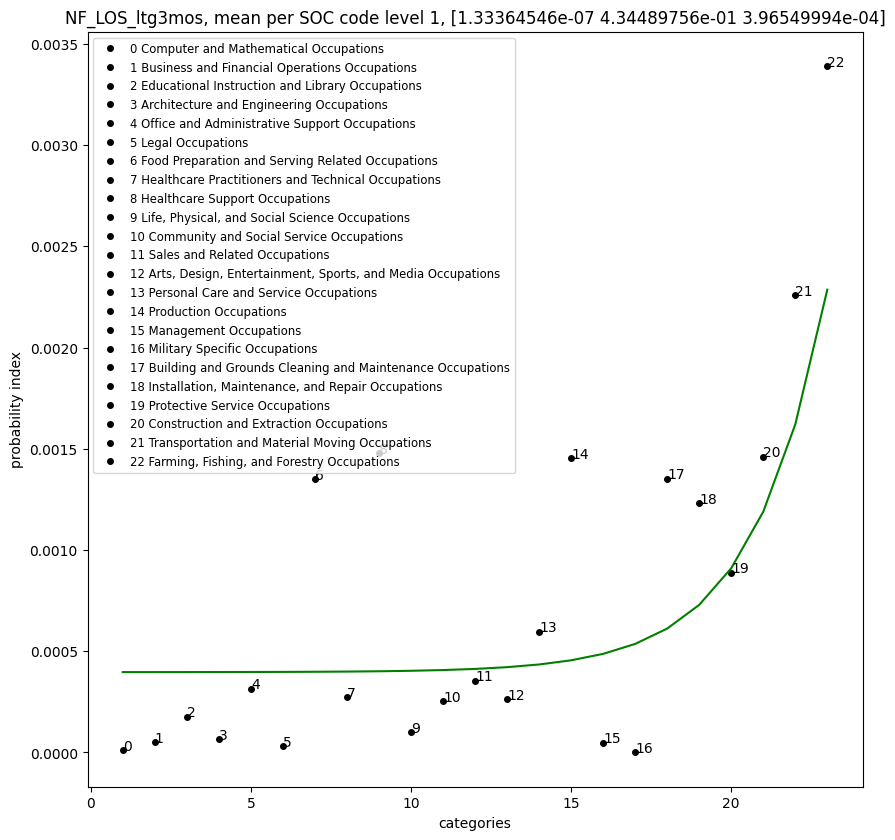 NF_LOS_ltg3mos, mean per SOC code level 1, [1.33364546e-07 4.34489756e-01 3.96549994e-04]
0.0035
0.0030
0.0025
0.0020
0.0015
0.0010
0.0005
0.0000
probability index
0 Computer and Mathematical Occupations
1 Business and Financial Operations Occupations
2 Educational Instruction and Library Occupations
3 Architecture and Engineering Occupations
4 Office and Administrative Support Occupations
5 Legal Occupations
6 Food Preparation and Serving Related Occupations
7 Healthcare Practitioners and Technical Occupations
8 Healthcare Support Occupations
9 Life, Physical, and Social Science Occupations
10 Community and Social Service Occupations
11 Sales and Related Occupations
12 Arts, Design, Entertainment, Sports, and Media Occupations
13 Personal Care and Service Occupations
14 Production Occupations
15 Management Occupations
16 Military Specific Occupations
17 Building and Grounds Cleaning and Maintenance Occupations
18 Installation, Maintenance, and Repair Occupations
19 Protective Service Occupations
20 Construction and Extraction Occupations
21 Transportation and Material Moving Occupations
22 Farming, Fishing, and Forestry Occupations
0
1
2
3
4
5
6
7
9
10
11
12
13
14
15
16
17
18
19
20
21
22
0
5
10
15
20
categories